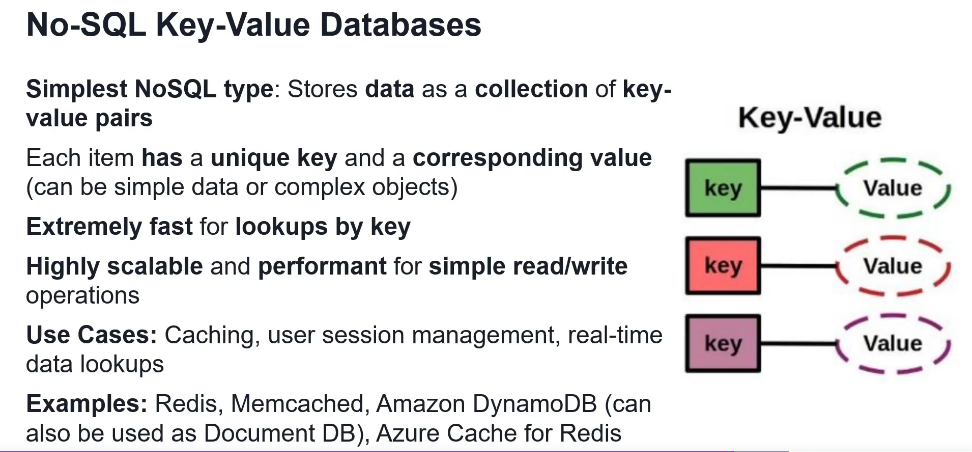 No-SQL Key-Value Databases
Simplest NoSQL type: Stores data as a collection of key-
value pairs
Each item has a unique key and a corresponding value
(can be simple data or complex objects)
Extremely fast for lookups by key
Highly scalable and performant for simple read/write
operations
Use Cases: Caching, user session management, real-time
data lookups
Examples: Redis, Memcached, Amazon DynamoDB (can
also be used as Document DB), Azure Cache for Redis
Key-Value
key Value
key Value
key Value